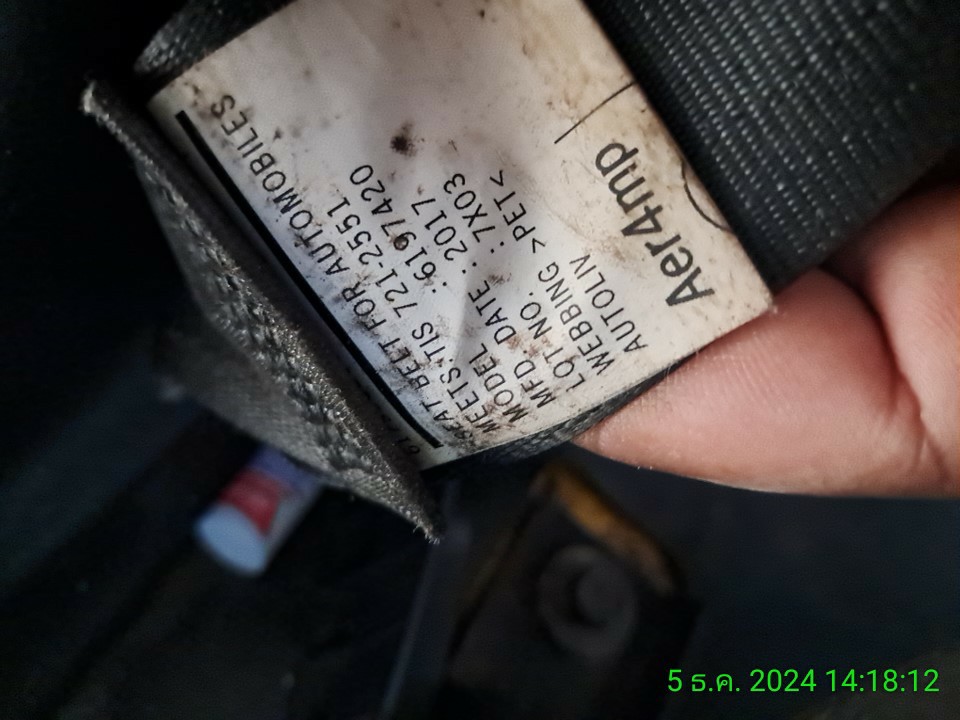 SEAT BELT FOR AUTOMOBILES
MEETS:TIS 721-2551
MODEL :6197420
MFD. DATE : 2017
LOT NO. : 7X03
WEBBING >PET<
AUTOLIV
Aer4mp
5 ธ.ค. 2024 14:18:12